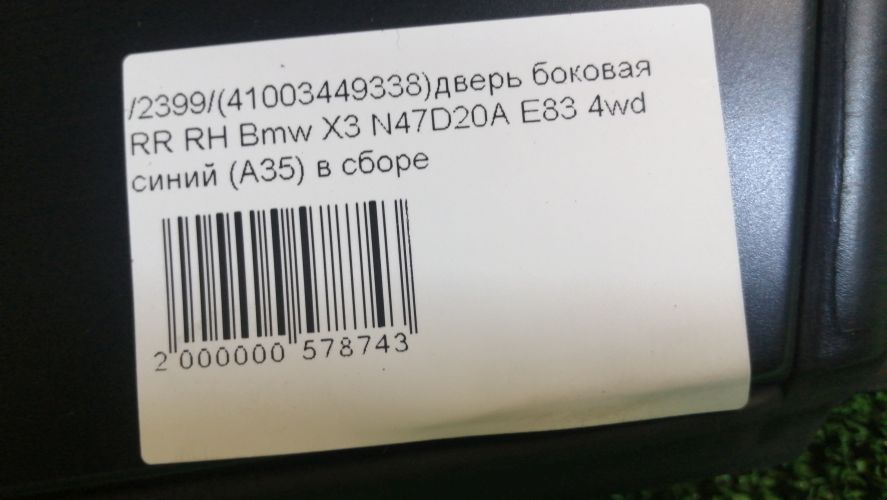 /2399/(41003449338)дверь боковая
RR RH Bmw X3 N47D20A E83 4wd
синий (A35) в сборе
2 000000 578743